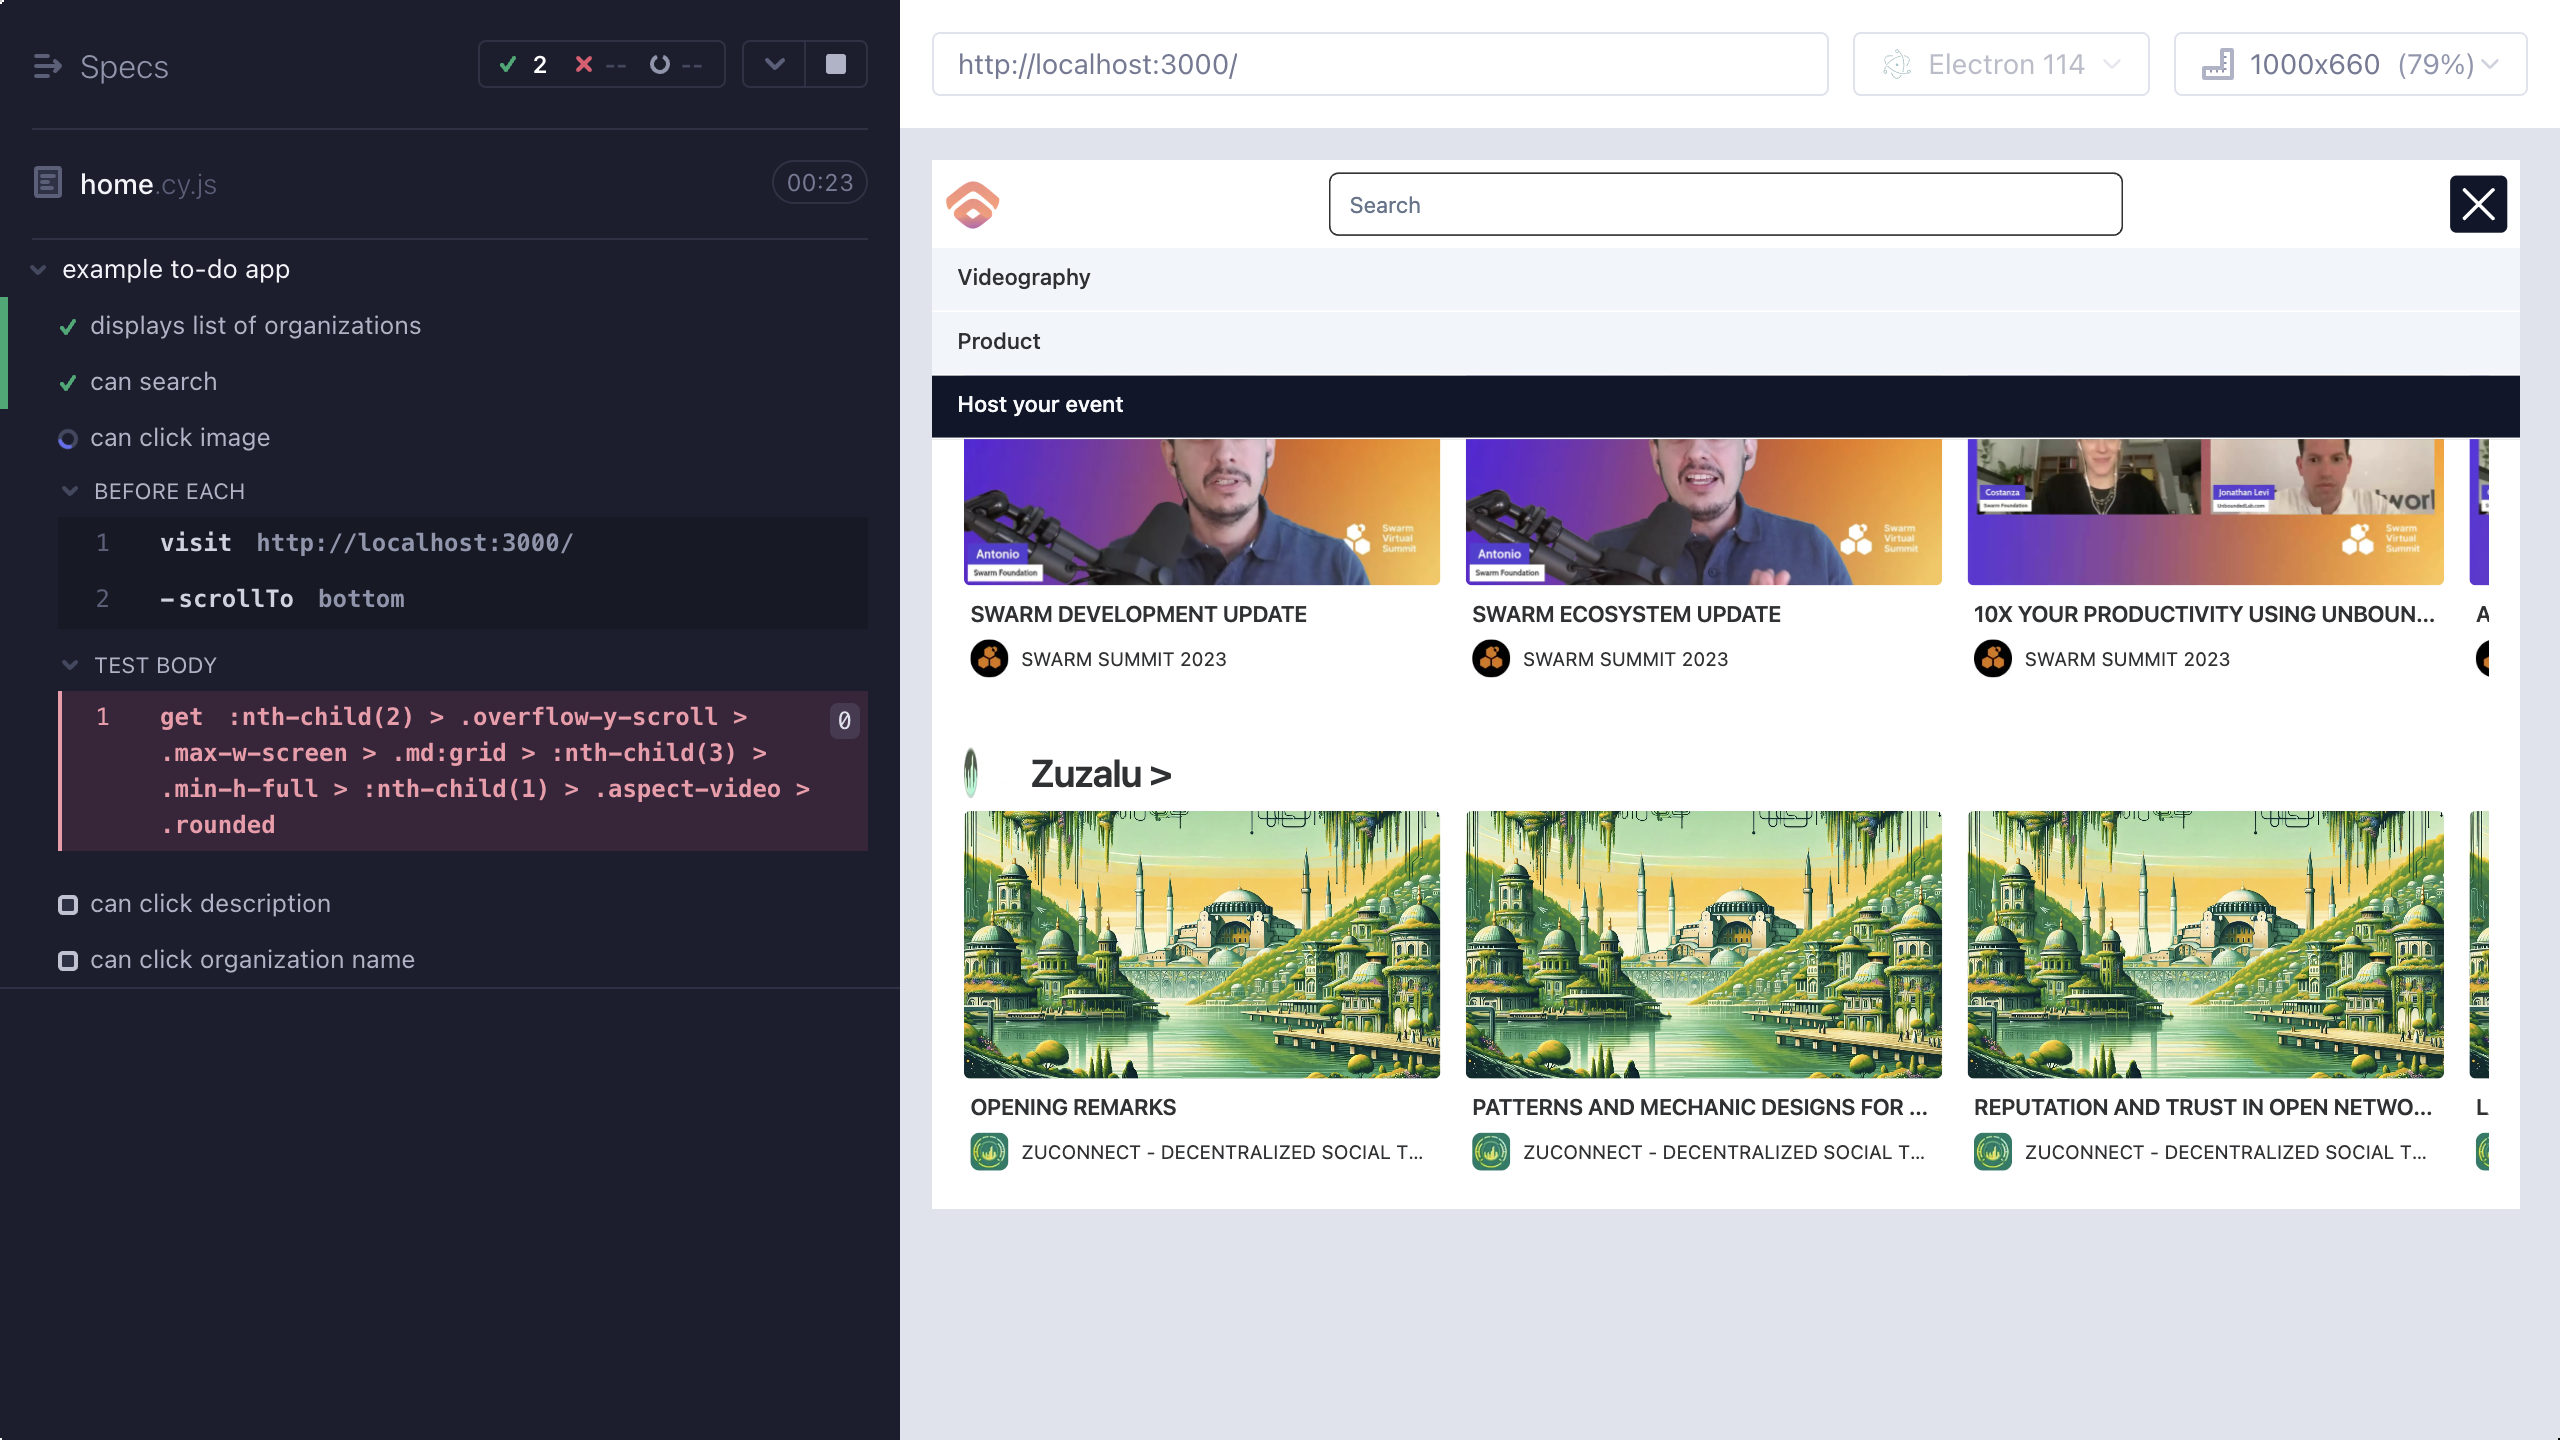 Specs
2 -- --
home.cy.js
00:23
example to-do app
displays list of organizations
can search
can click image
BEFORE EACH
1 visit http://localhost:3000/
2 -scrollTo bottom
TEST BODY
1 get :nth-child(2) > .overflow-y-scroll >
.max-w-screen > .md:grid > :nth-child(3) >
.min-h-full > :nth-child(1) > .aspect-video >
.rounded
0
can click description
can click organization name
http://localhost:3000/
Electron 114
1000x660 (79%)
Search
Videography
Product
Host your event
Antonio
Swarm Foundation
Swarm
Virtual
Summit
Antonio
Swarm Foundation
Swarm
Virtual
Summit
Costanza
Swarm Foundation
Jonathan Levi
UnboundedLab.com
Swarm
Virtual
Summit
SWARM DEVELOPMENT UPDATE
SWARM SUMMIT 2023
SWARM ECOSYSTEM UPDATE
SWARM SUMMIT 2023
10X YOUR PRODUCTIVITY USING UNBOUN...
SWARM SUMMIT 2023
A
Zuzalu >
OPENING REMARKS
ZUCONNECT - DECENTRALIZED SOCIAL T...
PATTERNS AND MECHANIC DESIGNS FOR ...
ZUCONNECT - DECENTRALIZED SOCIAL T...
REPUTATION AND TRUST IN OPEN NETWO...
ZUCONNECT - DECENTRALIZED SOCIAL T...
L